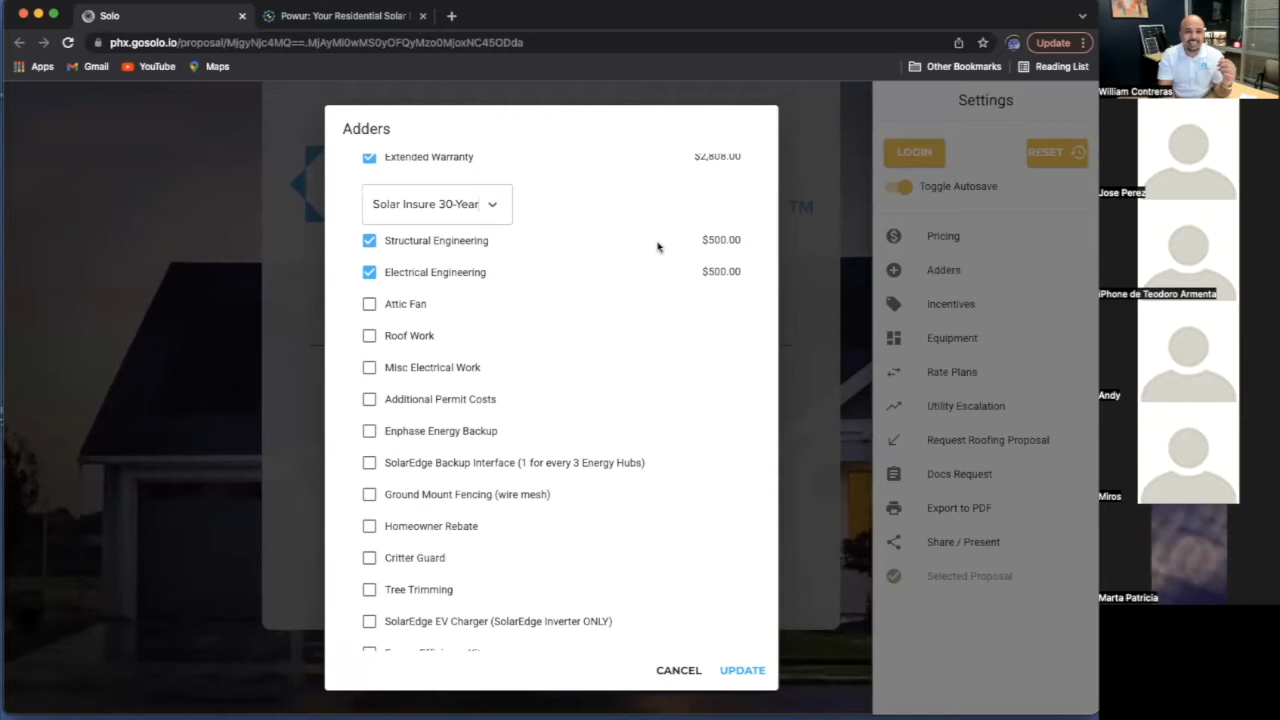 Solo
Powur: Your Residential Solar
phx.gosolo.io/proposal/MjgyNjc4MQ==.MjAyMi0wMS0yOFQyMzo0MjoxNC45ODda
Update
Apps
Gmail
YouTube
Maps
Other Bookmarks
Reading List
Adders
Extended Warranty $2,808.00
Solar Insure 30-Year
Structural Engineering $500.00
Electrical Engineering $500.00
Attic Fan
Roof Work
Misc Electrical Work
Additional Permit Costs
Enphase Energy Backup
SolarEdge Backup Interface (1 for every 3 Energy Hubs)
Ground Mount Fencing (wire mesh)
Homeowner Rebate
Critter Guard
Tree Trimming
SolarEdge EV Charger (SolarEdge Inverter ONLY)
CANCEL UPDATE
TM
Settings
LOGIN
RESET
Toggle Autosave
Pricing
Adders
Incentives
Equipment
Rate Plans
Utility Escalation
Request Roofing Proposal
Docs Request
Export to PDF
Share / Present
Selected Proposal
William Contreras
Jose Perez
iPhone de Teodoro Armenta
Andy
Miros
Marta Patricia